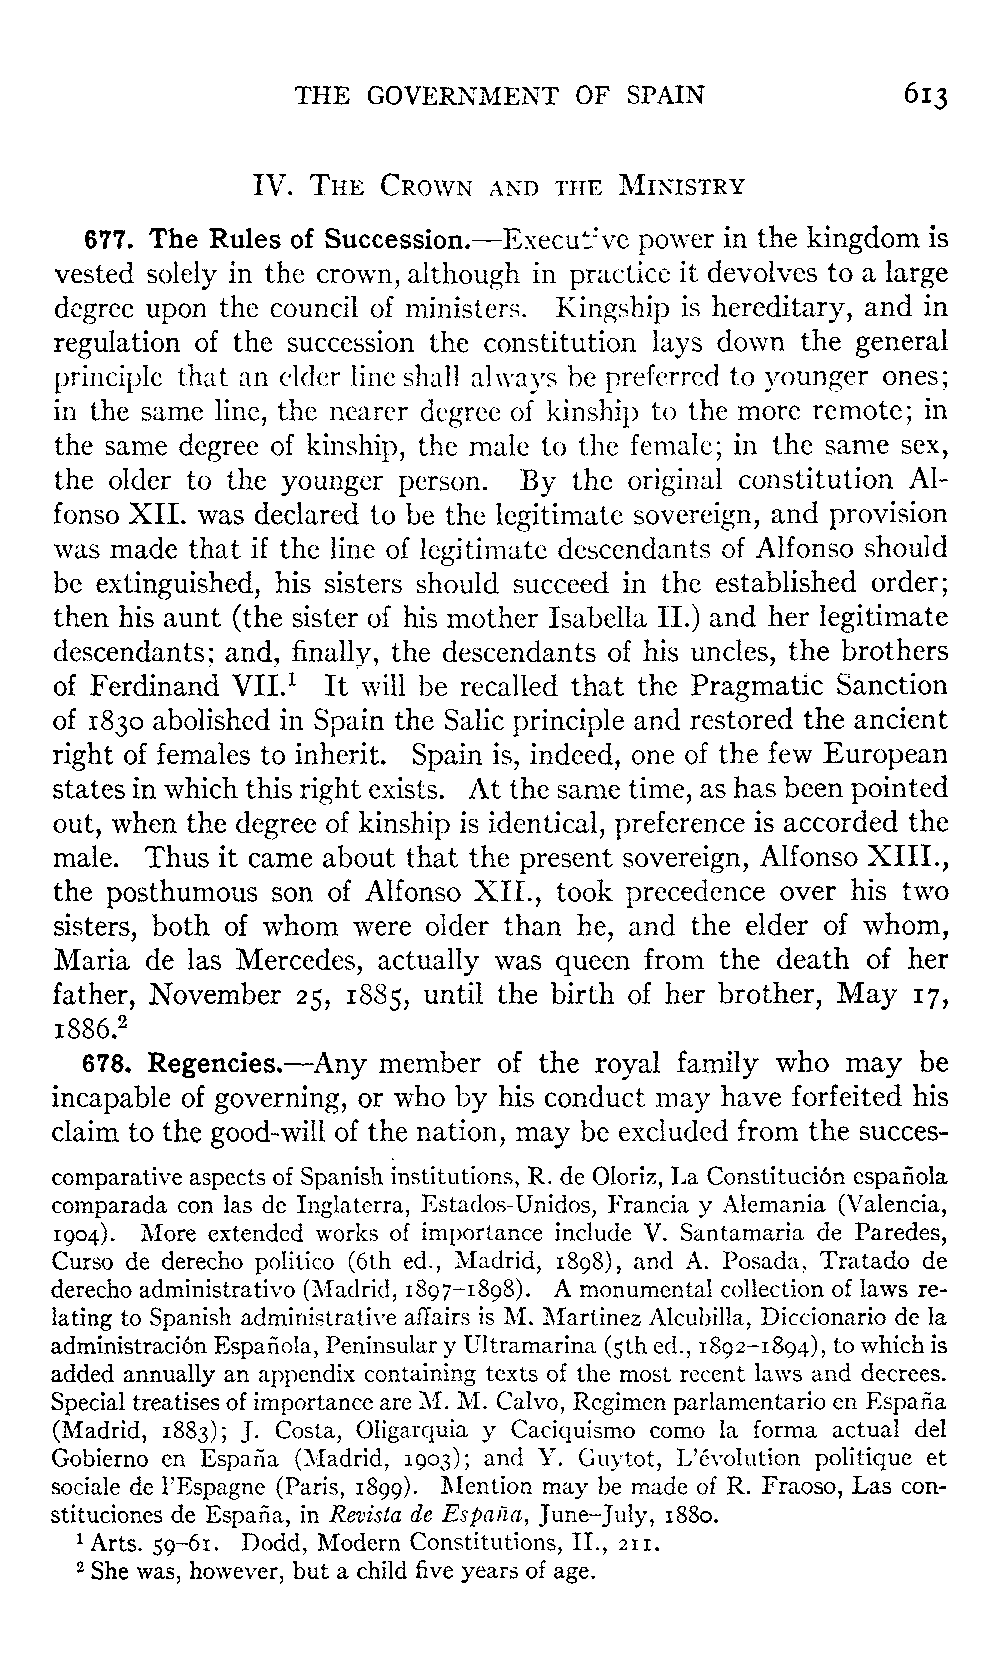 THE GOVERNMENT OF SPAIN 613
IV. The Crown and the Ministry
677. The Rules of Succession.—Executive power in the kingdom is
vested solely in the crown, although in practice it devolves to a large
degree upon the council of ministers. Kingship is hereditary, and in
regulation of the succession the constitution lays down the general
principle that an elder line shall always be preferred to younger ones;
in the same line, the nearer degree of kinship to the more remote; in
the same degree of kinship, the male to the female; in the same sex,
the older to the younger person. By the original constitution Al-
fonso XII. was declared to be the legitimate sovereign, and provision
was made that if the line of legitimate descendants of Alfonso should
be extinguished, his sisters should succeed in the established order;
then his aunt (the sister of his mother Isabella II.) and her legitimate
descendants; and, finally, the descendants of his uncles, the brothers
of Ferdinand VII.¹ It will be recalled that the Pragmatic Sanction
of 1830 abolished in Spain the Salic principle and restored the ancient
right of females to inherit. Spain is, indeed, one of the few European
states in which this right exists. At the same time, as has been pointed
out, when the degree of kinship is identical, preference is accorded the
male. Thus it came about that the present sovereign, Alfonso XIII.,
the posthumous son of Alfonso XII., took precedence over his two
sisters, both of whom were older than he, and the elder of whom,
Maria de las Mercedes, actually was queen from the death of her
father, November 25, 1885, until the birth of her brother, May 17,
1886.²
678. Regencies.—Any member of the royal family who may be
incapable of governing, or who by his conduct may have forfeited his
claim to the good-will of the nation, may be excluded from the succes-
comparative aspects of Spanish institutions, R. de Oloriz, La Constitución española
comparada con las de Inglaterra, Estados-Unidos, Francia y Alemania (Valencia,
1904). More extended works of importance include V. Santamaria de Paredes,
Curso de derecho politico (6th ed., Madrid, 1898), and A. Posada, Tratado de
derecho administrativo (Madrid, 1897–1898). A monumental collection of laws re-
lating to Spanish administrative affairs is M. Martinez Alcubilla, Diccionario de la
administración Española, Peninsular y Ultramarina (5th ed., 1892–1894), to which is
added annually an appendix containing texts of the most recent laws and decrees.
Special treatises of importance are M. M. Calvo, Regimen parlamentario en España
(Madrid, 1883); J. Costa, Oligarquia y Caciquismo como la forma actual del
Gobierno en España (Madrid, 1903); and Y. Guytot, L'évolution politique et
sociale de l'Espagne (Paris, 1899). Mention may be made of R. Fraoso, Las con-
stituciones de España, in Revista de España, June–July, 1880.
¹ Arts. 59–61. Dodd, Modern Constitutions, II., 211.
² She was, however, but a child five years of age.